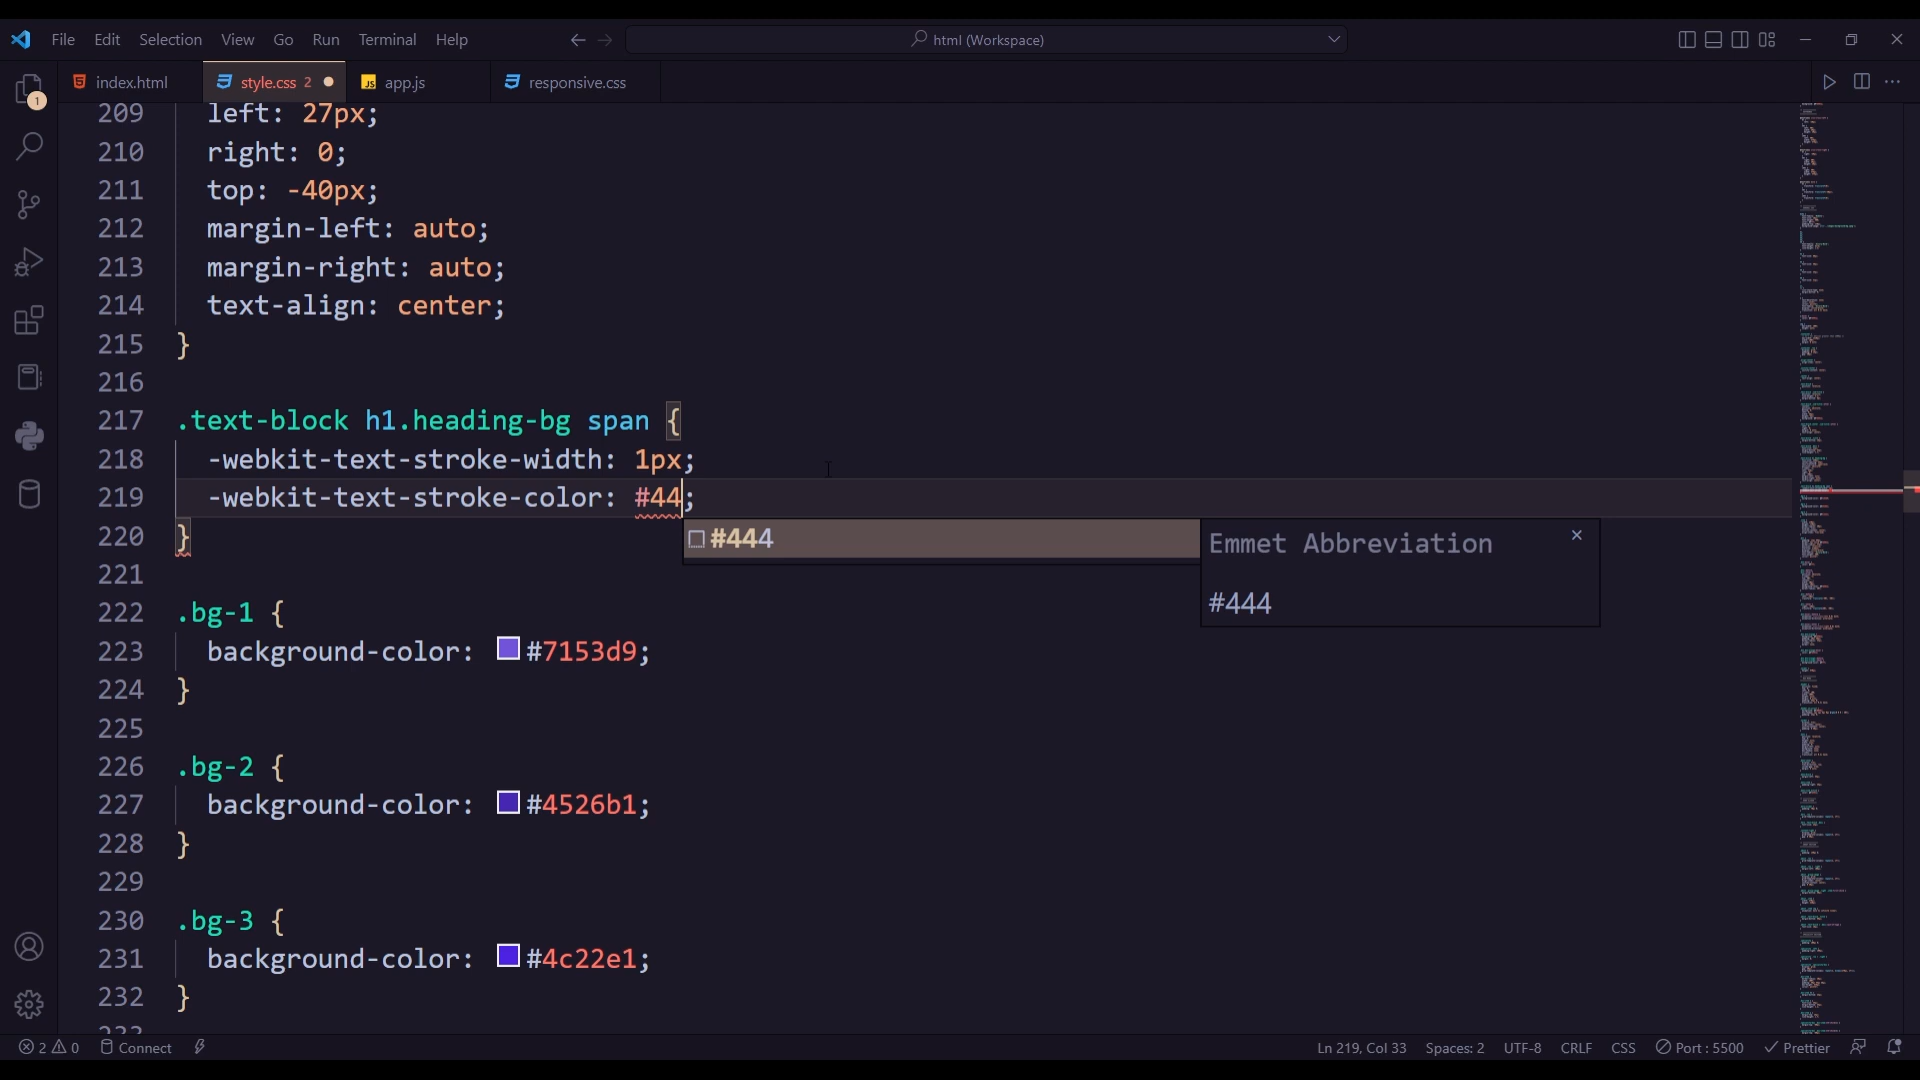 File Edit Selection View Go Run Terminal Help
html (Workspace)
index.html style.css 2 app.js responsive.css
1
209 left: 27px;
210 right: 0;
211 top: -40px;
212 margin-left: auto;
213 margin-right: auto;
214 text-align: center;
215 }
216
217 .text-block h1.heading-bg span {
218 -webkit-text-stroke-width: 1px;
219 -webkit-text-stroke-color: #44;
220 }
#444
Emmet Abbreviation
#444
221
222 .bg-1 {
223 background-color: #7153d9;
224 }
225
226 .bg-2 {
227 background-color: #4526b1;
228 }
229
230 .bg-3 {
231 background-color: #4c22e1;
232 }
2 0 Connect Ln 219, Col 33 Spaces: 2 UTF-8 CRLF CSS Port : 5500 Prettier